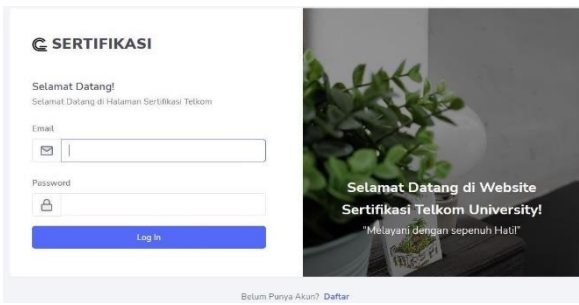 SERTIFIKASI
Selamat Datang!
Selamat Datang di Halaman Sertifikasi Telkom
Email
Password
Log In
Selamat Datang di Website
Sertifikasi Telkom University!
"Melayani dengan sepenuh Hati!"
Belum Punya Akun? Daftar